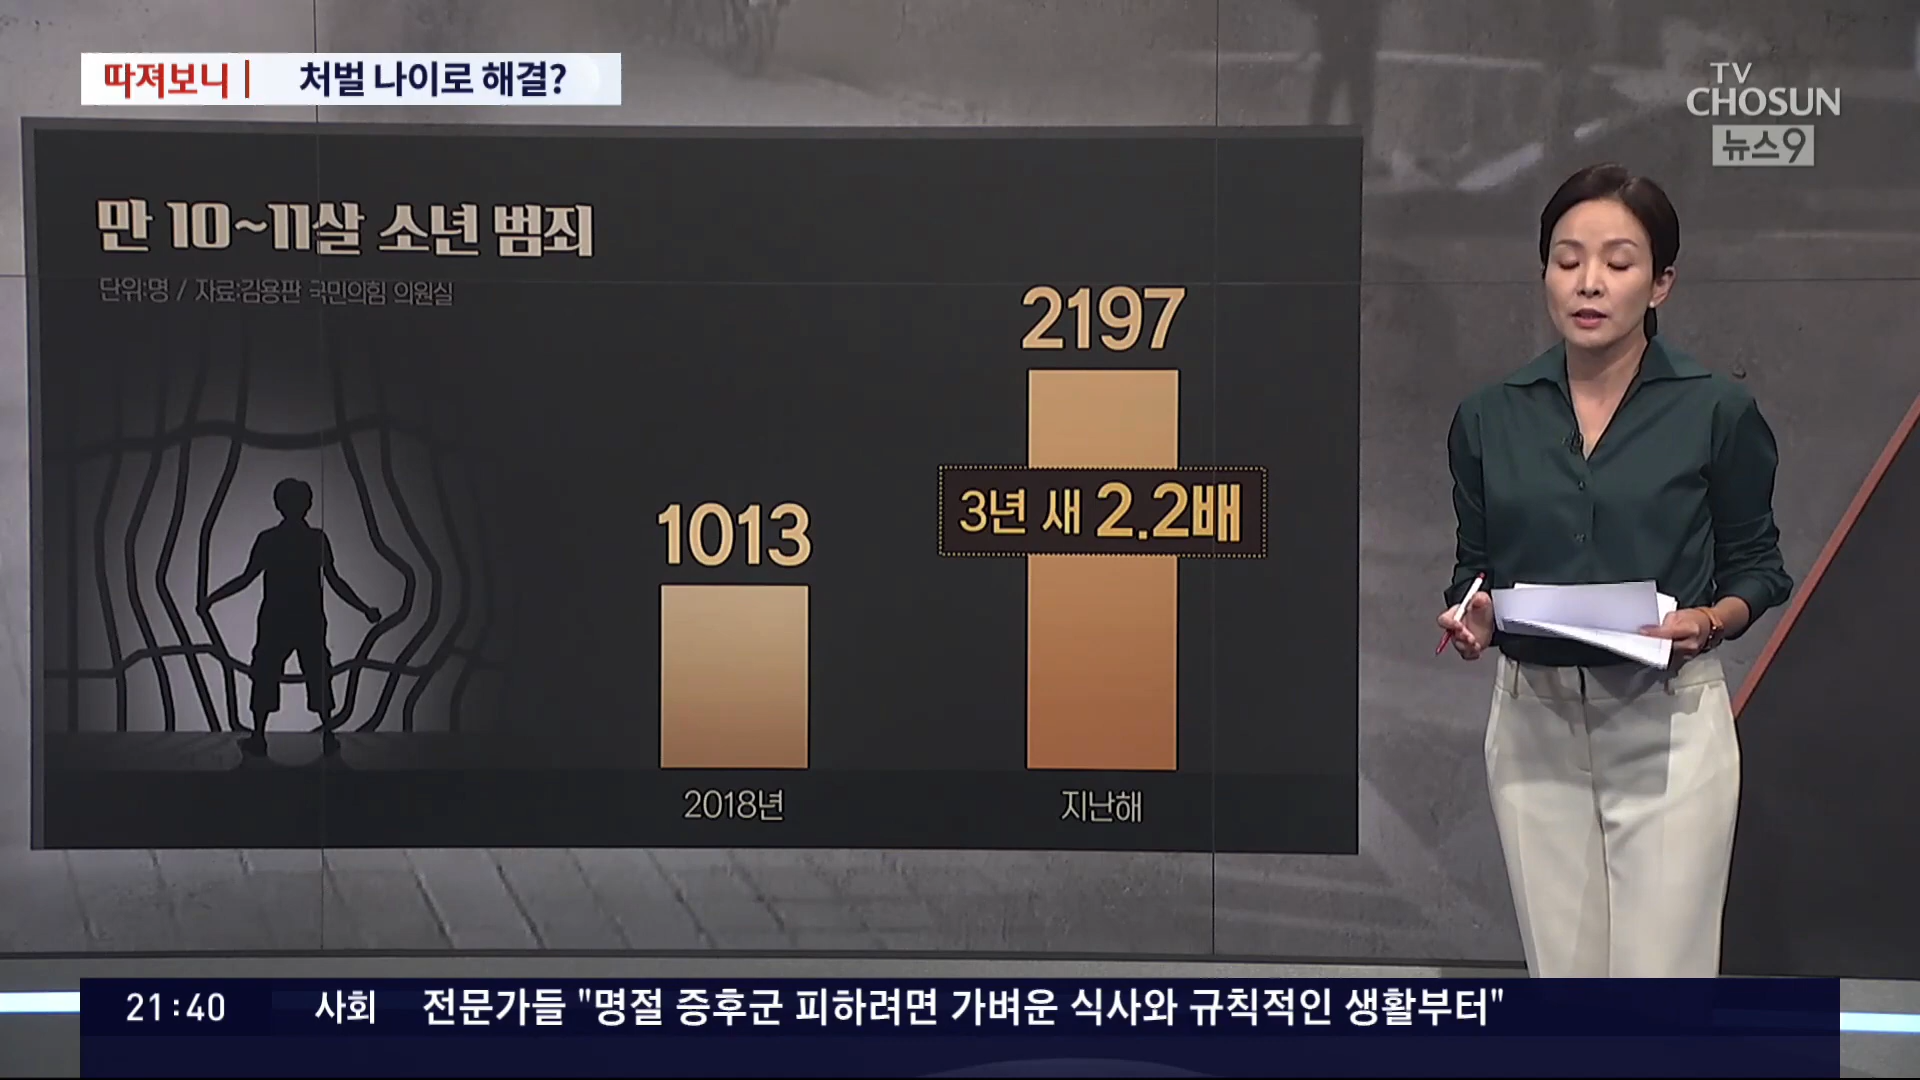 따져보니 | 처벌 나이로 해결?
TV
CHOSUN
뉴스9
만 10~11살 소년 범죄
단위:명 / 자료:김용판 국민의힘 의원실
2197
1013
3년 새 2.2배
2018년
지난해
21:40 사회 전문가들 "명절 증후군 피하려면 가벼운 식사와 규칙적인 생활부터"